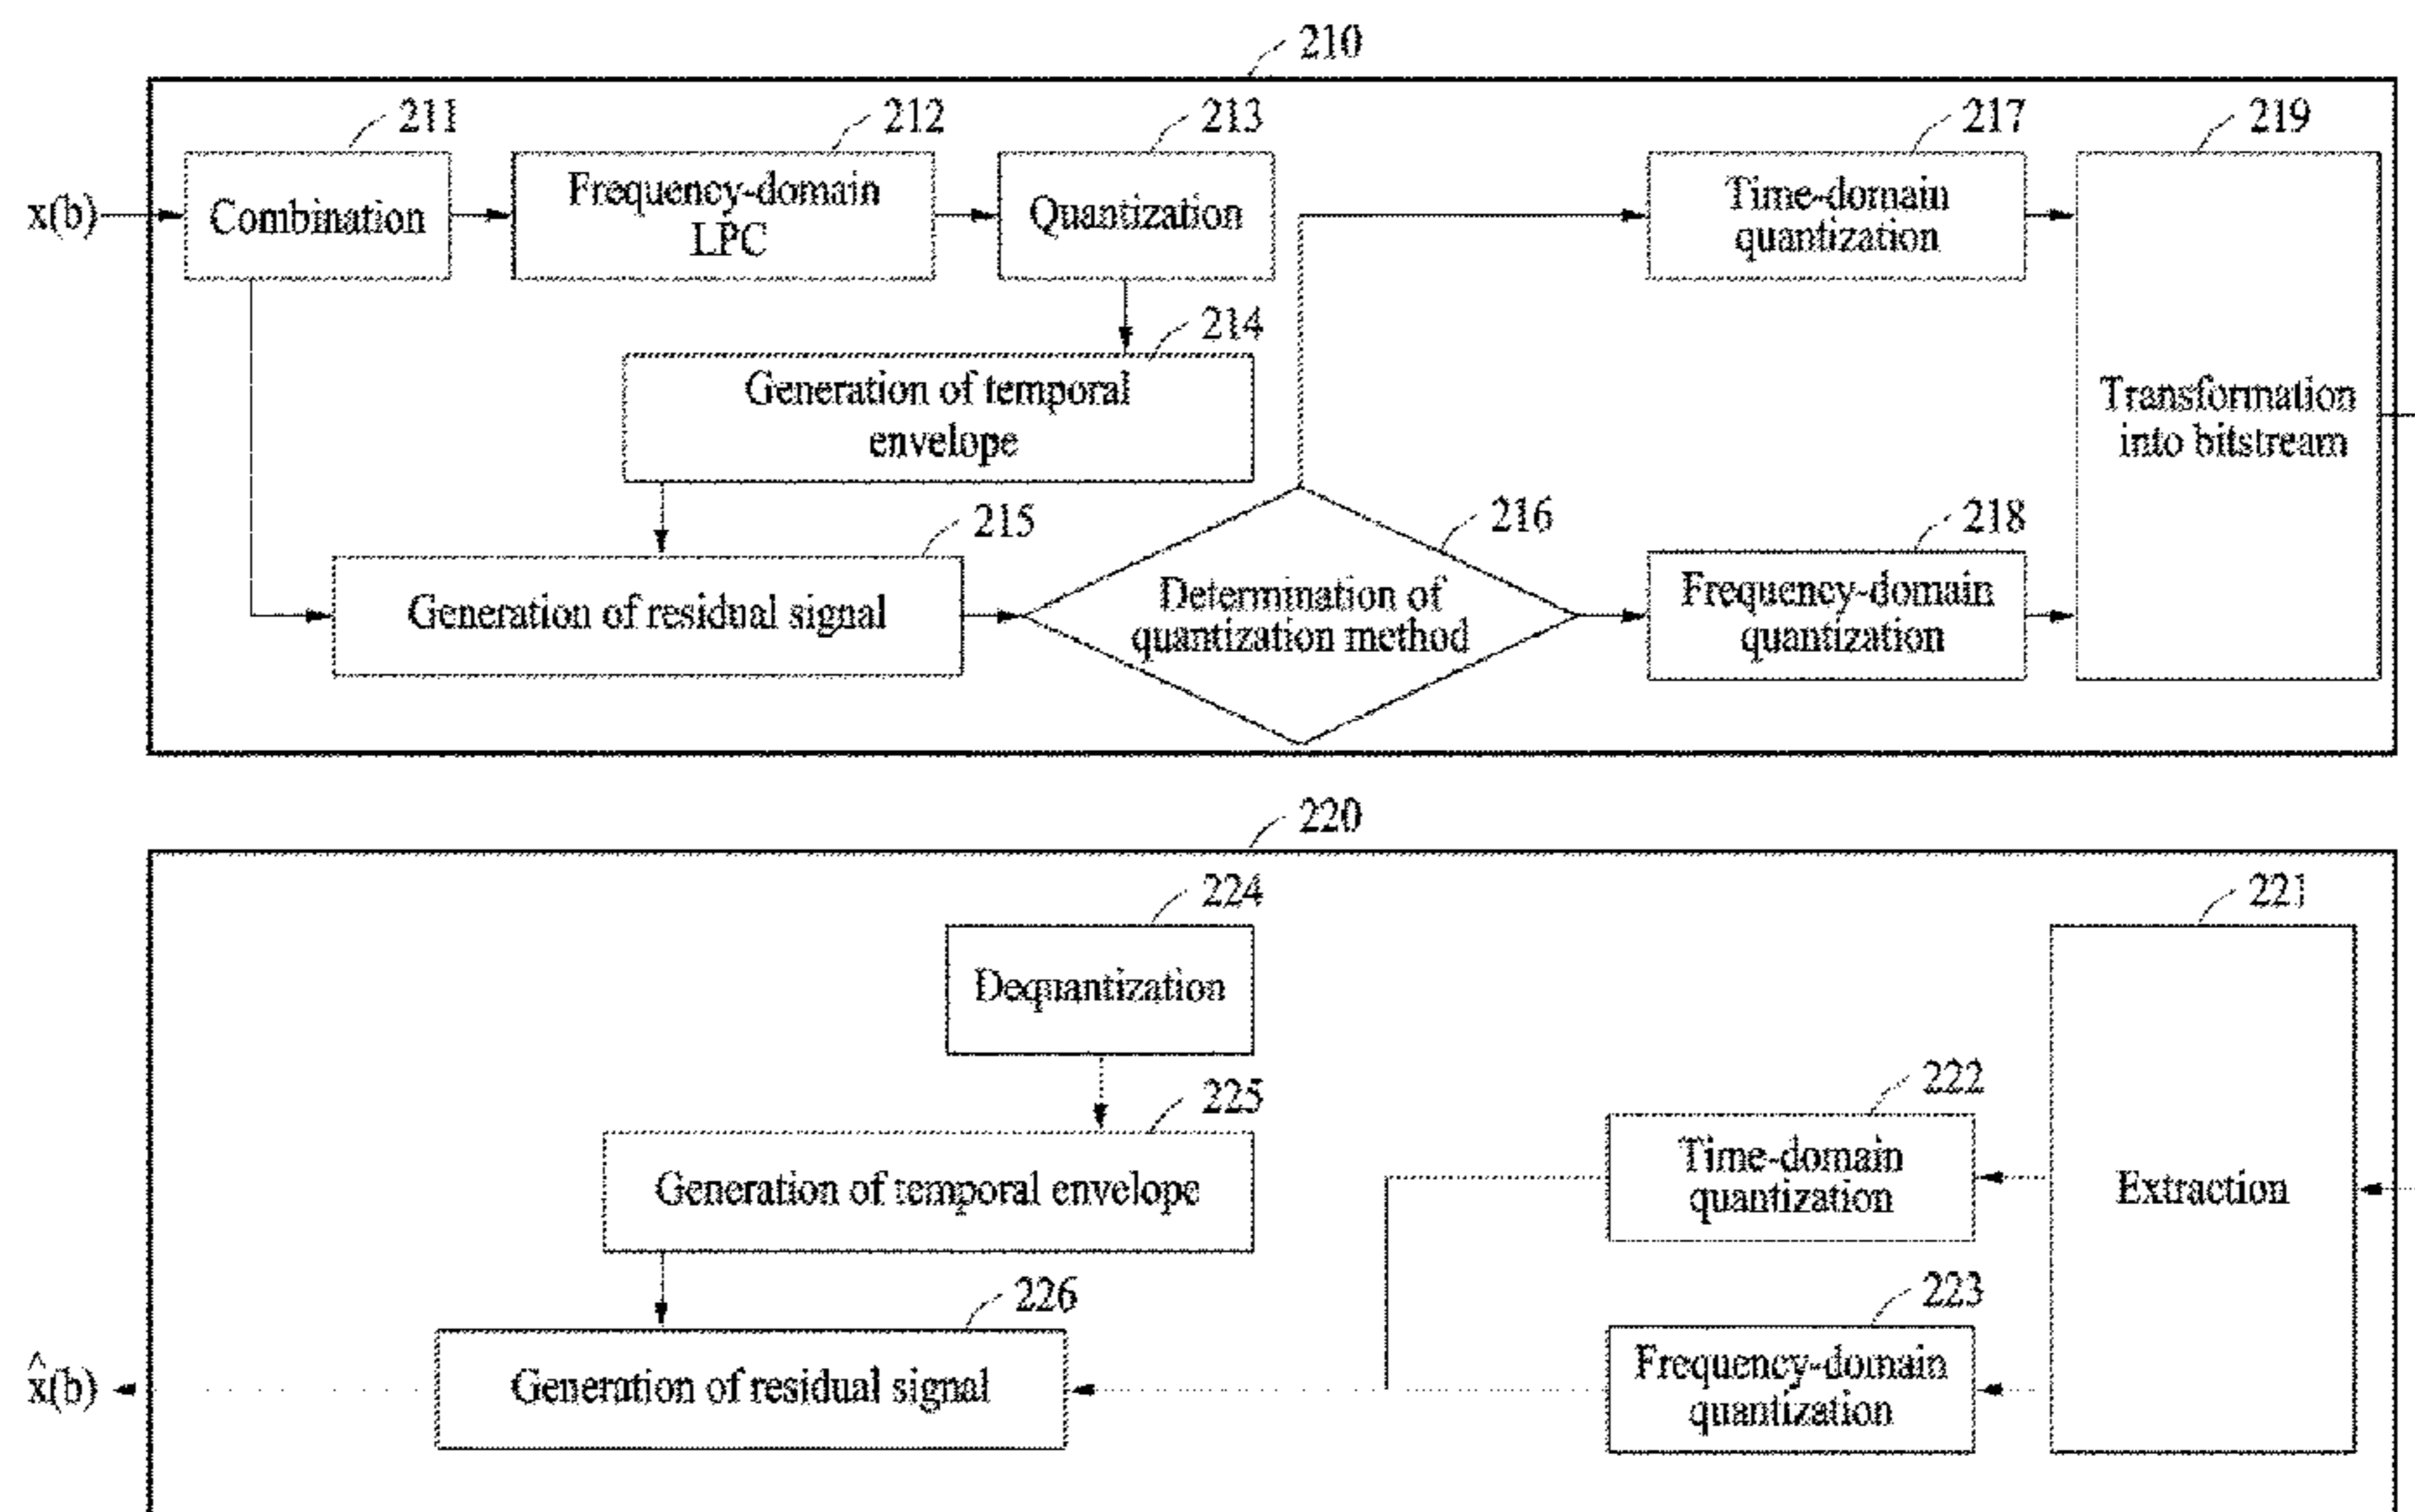 210
211
212
213
217
219
x(b)
Combination
Frequency-domain
LPC
Quantization
Time-domain
quantization
214
Generation of temporal
envelope
Transformation
into bitstream
215
216
218
Generation of residual signal
Determination of
quantization method
Frequency-domain
quantization
220
224
221
Dequantization
225
222
Generation of temporal envelope
Time-domain
quantization
Extraction
226
223
x̂(b)
Generation of residual signal
Frequency-domain
quantization